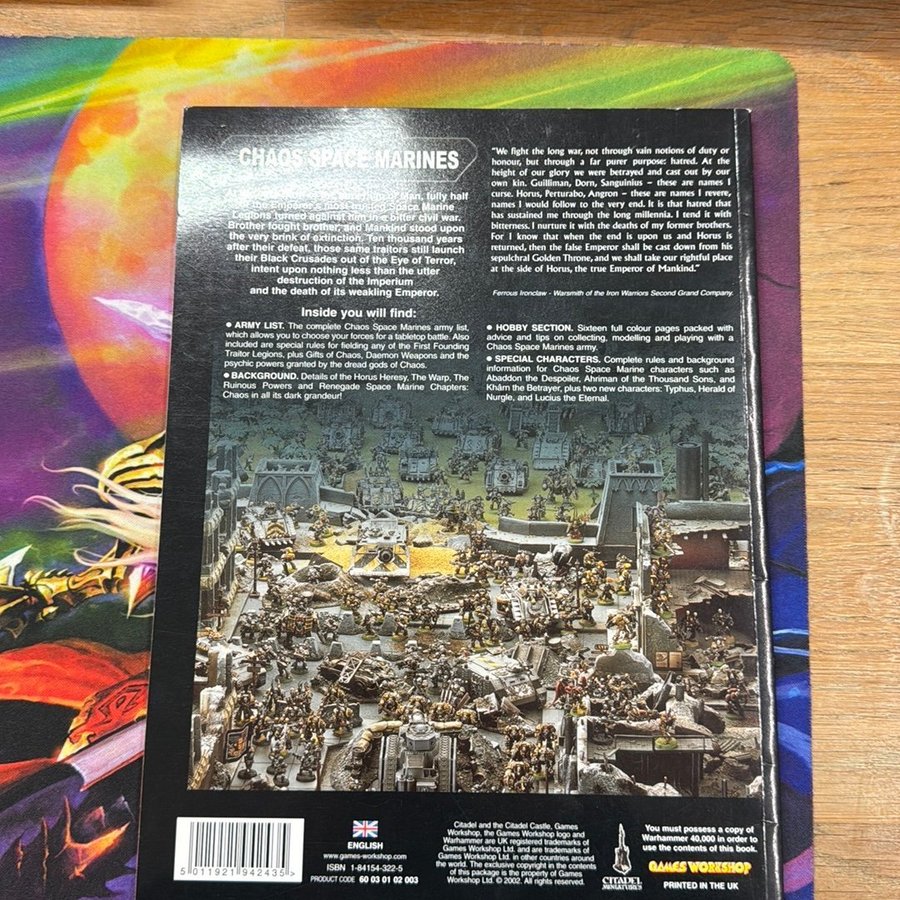 CHAOS SPACE MARINES
Man, fully half
the Emperor's most trusted Space Marine
Legions turned against him in a bitter civil war.
Brother fought brother, and Mankind stood upon
the very brink of extinction. Ten thousand years
after their defeat, those same traitors still launch
their Black Crusades out of the Eye of Terror,
intent upon nothing less than the utter
destruction of the Imperium
and the death of its weakling Emperor.
"We fight the long war, not through vain notions of duty or
honour, but through a far purer purpose: hatred. At the
height of our glory we were betrayed and cast out by our
own kin. Guilliman, Dorn, Sanguinius – these are names I
curse. Horus, Perturabo, Angron – these are names I revere,
names I would follow to the very end. It is that hatred that
has sustained me through the long millennia. I tend it with
bitterness. I nurture it with the deaths of my former brothers.
For I know that when the end is upon us and Horus is
returned, then the false Emperor shall be cast down from his
sepulchral Golden Throne, and we shall take our rightful place
at the side of Horus, the true Emperor of Mankind."
Ferrous Ironclaw - Warsmith of the Iron Warriors Second Grand Company.
Inside you will find:
● ARMY LIST. The complete Chaos Space Marines army list,
which allows you to choose your forces for a tabletop battle. Also
included are special rules for fielding any of the First Founding
Traitor Legions, plus Gifts of Chaos, Daemon Weapons and the
psychic powers granted by the dread gods of Chaos.
● BACKGROUND. Details of the Horus Heresy, The Warp, The
Ruinous Powers and Renegade Space Marine Chapters:
Chaos in all its dark grandeur!
● HOBBY SECTION. Sixteen full colour pages packed with
advice and tips on collecting, modelling and playing with a
Chaos Space Marines army.
● SPECIAL CHARACTERS. Complete rules and background
information for Chaos Space Marine characters such as
Abaddon the Despoiler, Ahriman of the Thousand Sons, and
Khârn the Betrayer, plus two new characters: Typhus, Herald of
Nurgle, and Lucius the Eternal.
5 011921 942435
ENGLISH
www.games-workshop.com
ISBN 1-84154-322-5
PRODUCT CODE 60 03 01 02 003
Citadel and the Citadel Castle, Games
Workshop, the Games Workshop logo and
Warhammer are UK registered trademarks of
Games Workshop Ltd. and are trademarks of
Games Workshop Ltd. in other countries around
the world. The exclusive copyright in the contents
of this package is the property of Games
Workshop Ltd. © 2002. All rights reserved.
CITADEL
MINIATURES
You must possess a copy of
Warhammer 40,000 in order to
use the contents of this book.
GAMES WORKSHOP
PRINTED IN THE UK